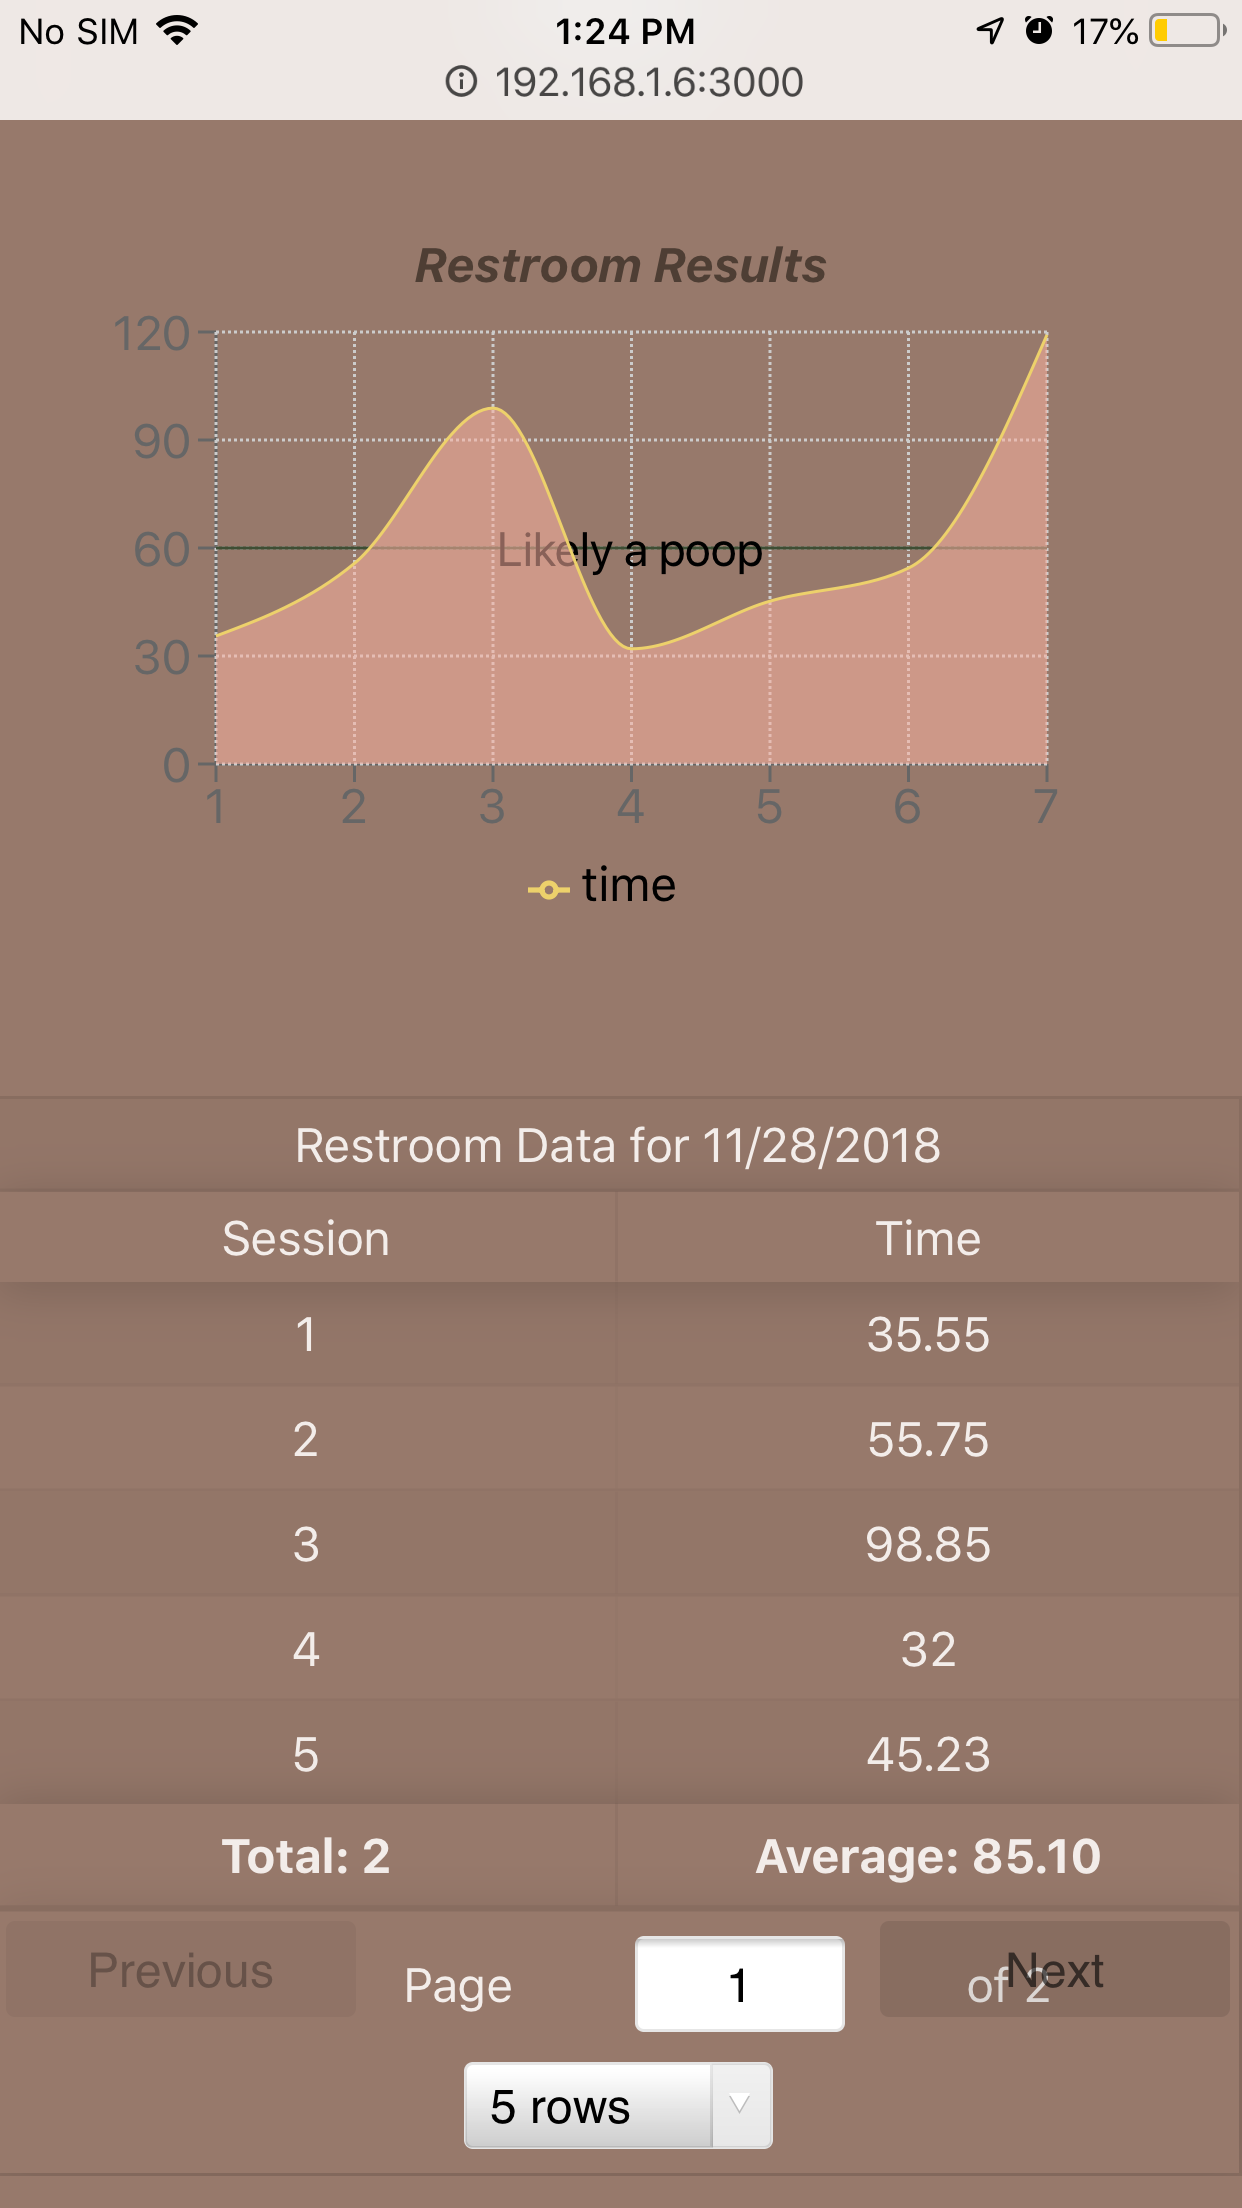 No SIM 1:24 PM 17%
192.168.1.6:3000
Restroom Results
120
90
60 Likely a poop
30
0
1 2 3 4 5 6 7
time
Restroom Data for 11/28/2018
Session Time
1 35.55
2 55.75
3 98.85
4 32
5 45.23
Total: 2 Average: 85.10
Previous Page 1 of 2 Next
5 rows